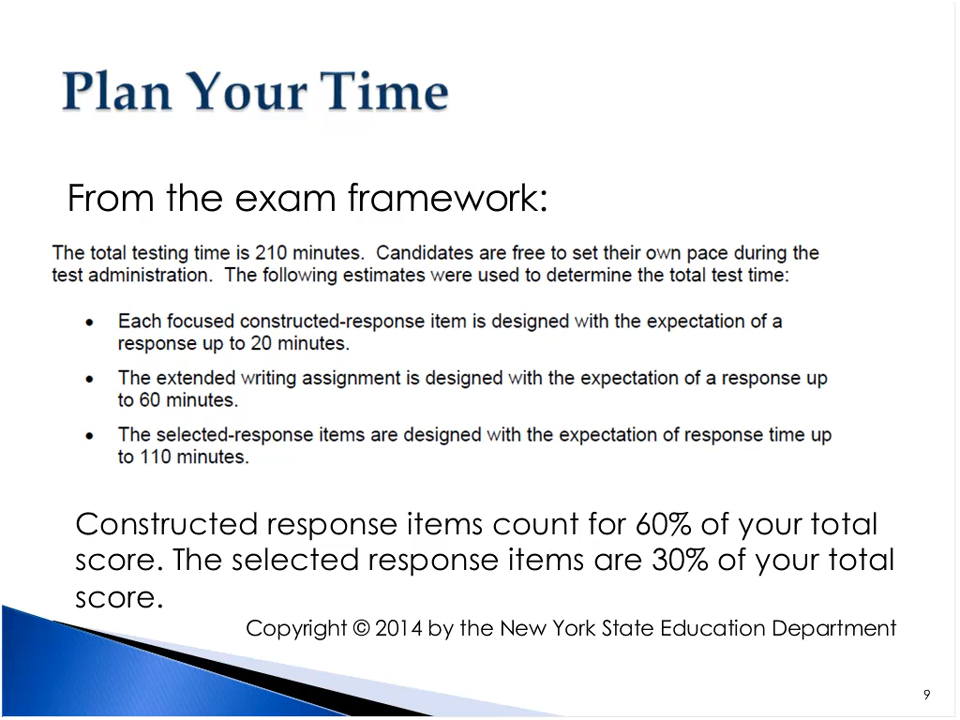 Plan Your Time
From the exam framework:
The total testing time is 210 minutes.  Candidates are free to set their own pace during the
test administration.  The following estimates were used to determine the total test time:
• Each focused constructed-response item is designed with the expectation of a
response up to 20 minutes.
• The extended writing assignment is designed with the expectation of a response up
to 60 minutes.
• The selected-response items are designed with the expectation of response time up
to 110 minutes.
Constructed response items count for 60% of your total
score. The selected response items are 30% of your total
score.
Copyright © 2014 by the New York State Education Department
9